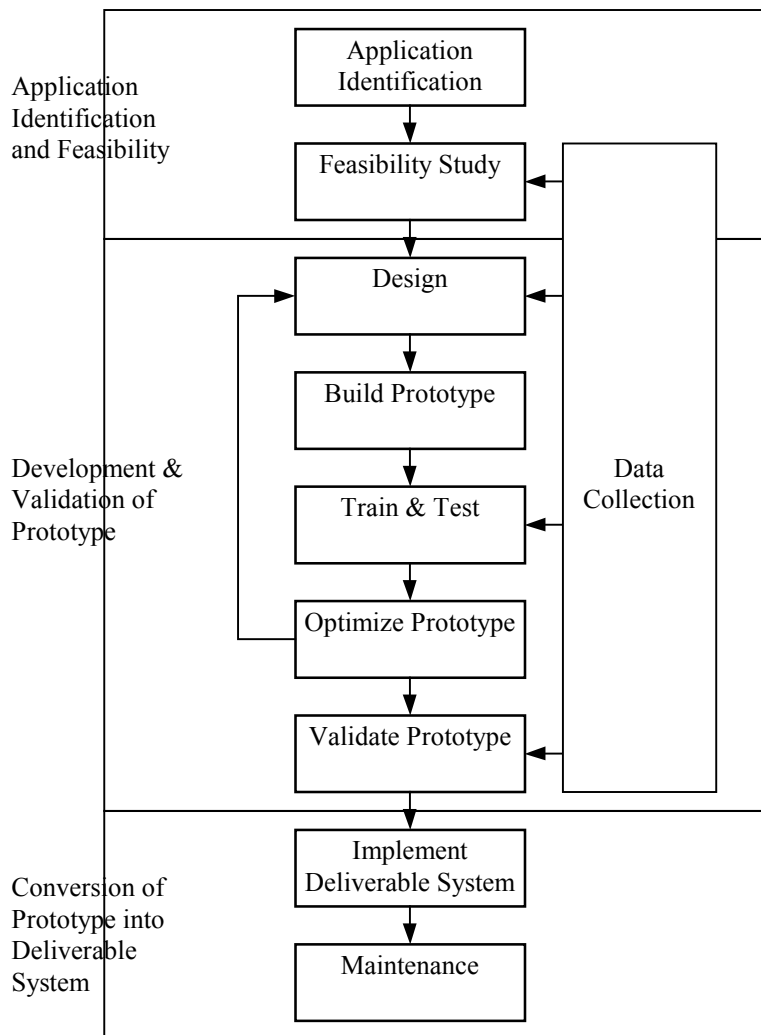 Application
Identification
and Feasibility
Application
Identification
Feasibility Study
Design
Build Prototype
Development &
Validation of
Prototype
Train & Test
Optimize Prototype
Validate Prototype
Data
Collection
Conversion of
Prototype into
Deliverable
System
Implement
Deliverable System
Maintenance